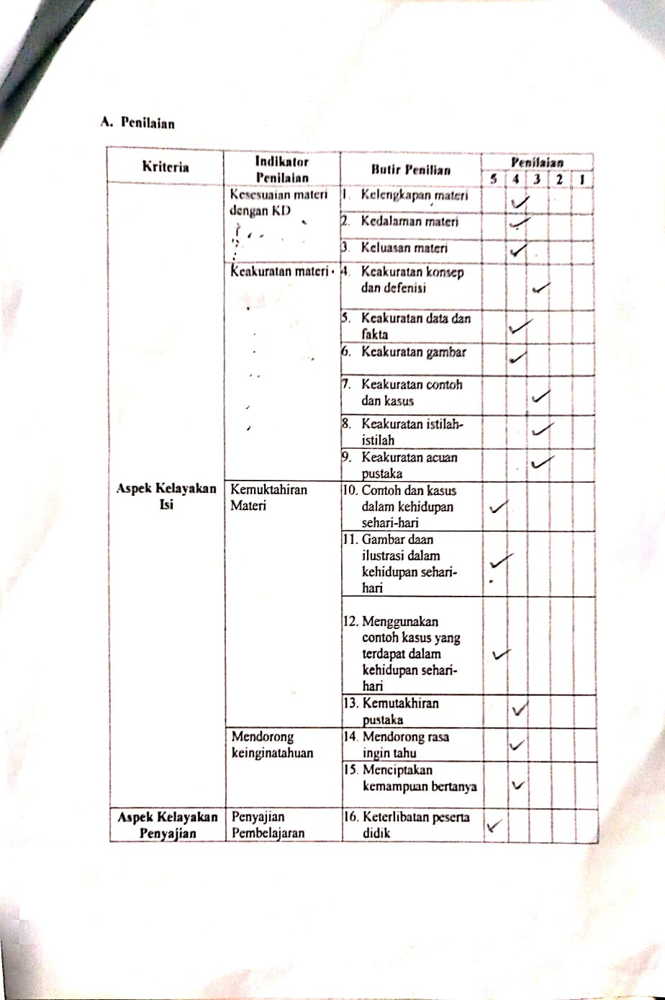 A. Penilaian
Kriteria
Indikator
Penilaian
Butir Penilian
Penilaian
5 4 3 2 1
Aspek Kelayakan
Isi
Kesesuaian materi
dengan KD
1. Kelengkapan materi
✓
2. Kedalaman materi
✓
3. Keluasan materi
✓
Keakuratan materi
4. Keakuratan konsep
dan defenisi
✓
5. Keakuratan data dan
fakta
✓
6. Keakuratan gambar
✓
7. Keakuratan contoh
dan kasus
✓
8. Keakuratan istilah-
istilah
✓
9. Keakuratan acuan
pustaka
✓
Kemuktahiran
Materi
10. Contoh dan kasus
dalam kehidupan
sehari-hari
✓
11. Gambar daan
ilustrasi dalam
kehidupan sehari-
hari
✓
12. Menggunakan
contoh kasus yang
terdapat dalam
kehidupan sehari-
hari
✓
13. Kemutakhiran
pustaka
✓
Mendorong
keinginatahuan
14. Mendorong rasa
ingin tahu
✓
15. Menciptakan
kemampuan bertanya
✓
Aspek Kelayakan
Penyajian
Penyajian
Pembelajaran
16. Keterlibatan peserta
didik
✓